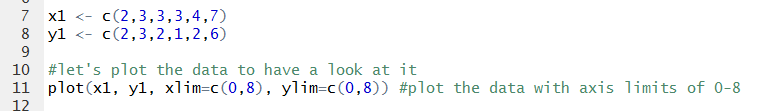 7 x1 <- c(2,3,3,3,4,7)
8 y1 <- c(2,3,2,1,2,6)
9
10 #let's plot the data to have a look at it
11 plot(x1, y1, xlim=c(0,8), ylim=c(0,8)) #plot the data with axis limits of 0-8
12